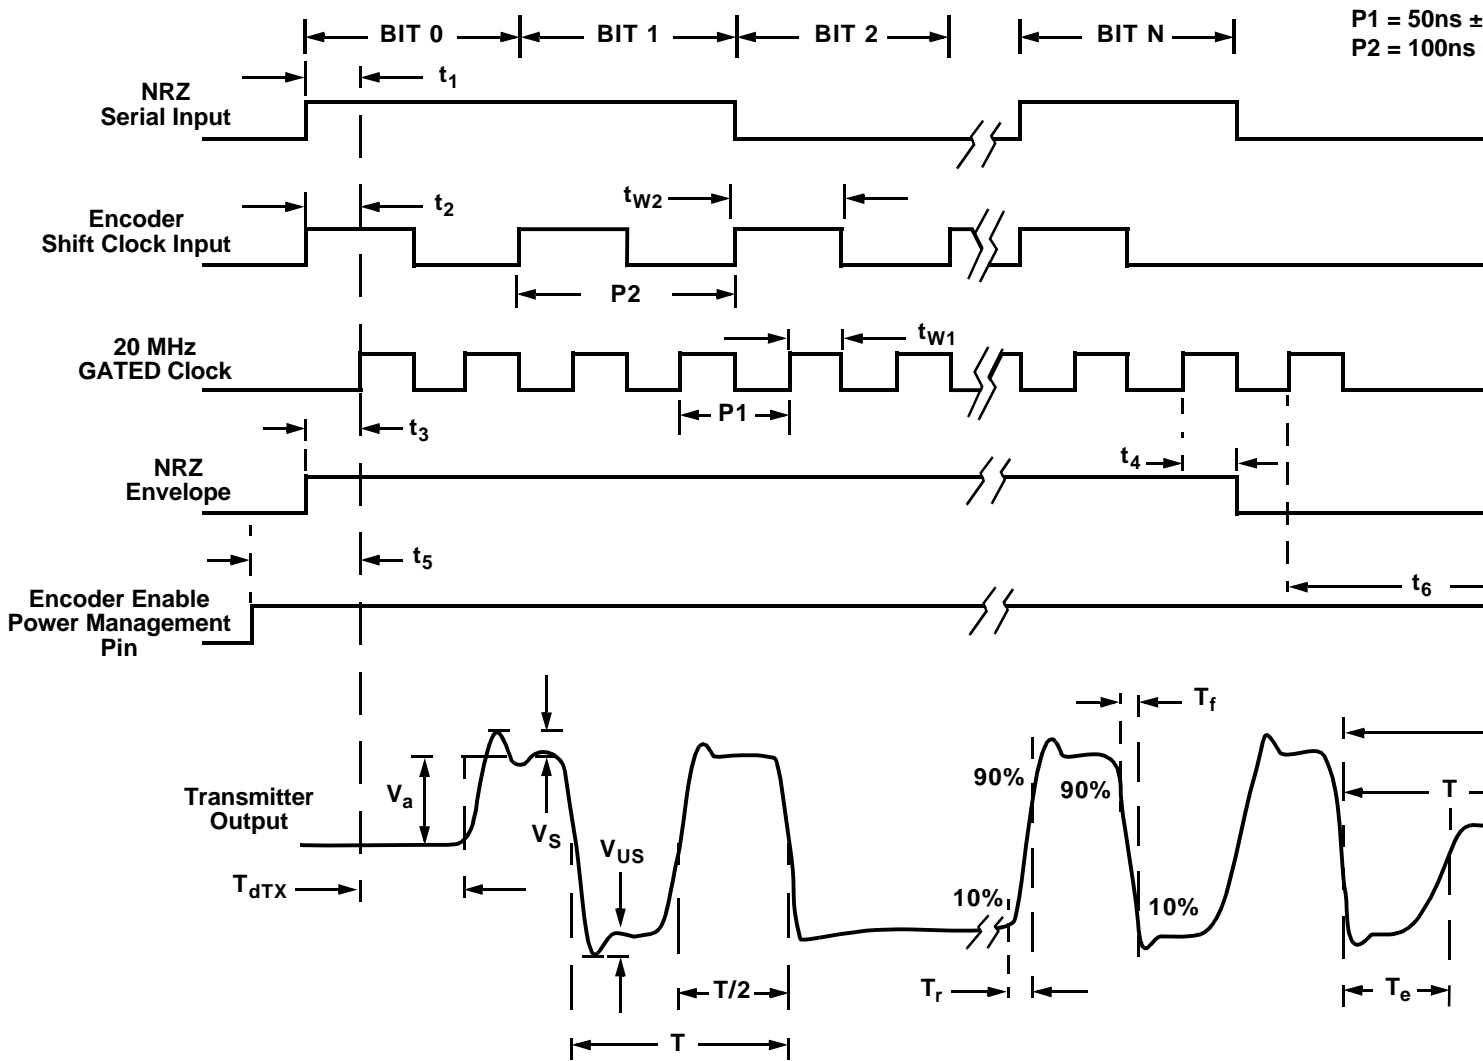 P1 = 50ns ±
P2 = 100ns
BIT 0
BIT 1
BIT 2
BIT N
t1
NRZ
Serial Input
tW2
t2
Encoder
Shift Clock Input
P2
20 MHz
GATED Clock
tW1
P1
t3
t4
NRZ
Envelope
t5
t6
Encoder Enable
Power Management
Pin
Tf
90%
90%
T
Va
Transmitter
Output
VS
VUS
TdTX
10%
10%
T/2
Tr
Te
T